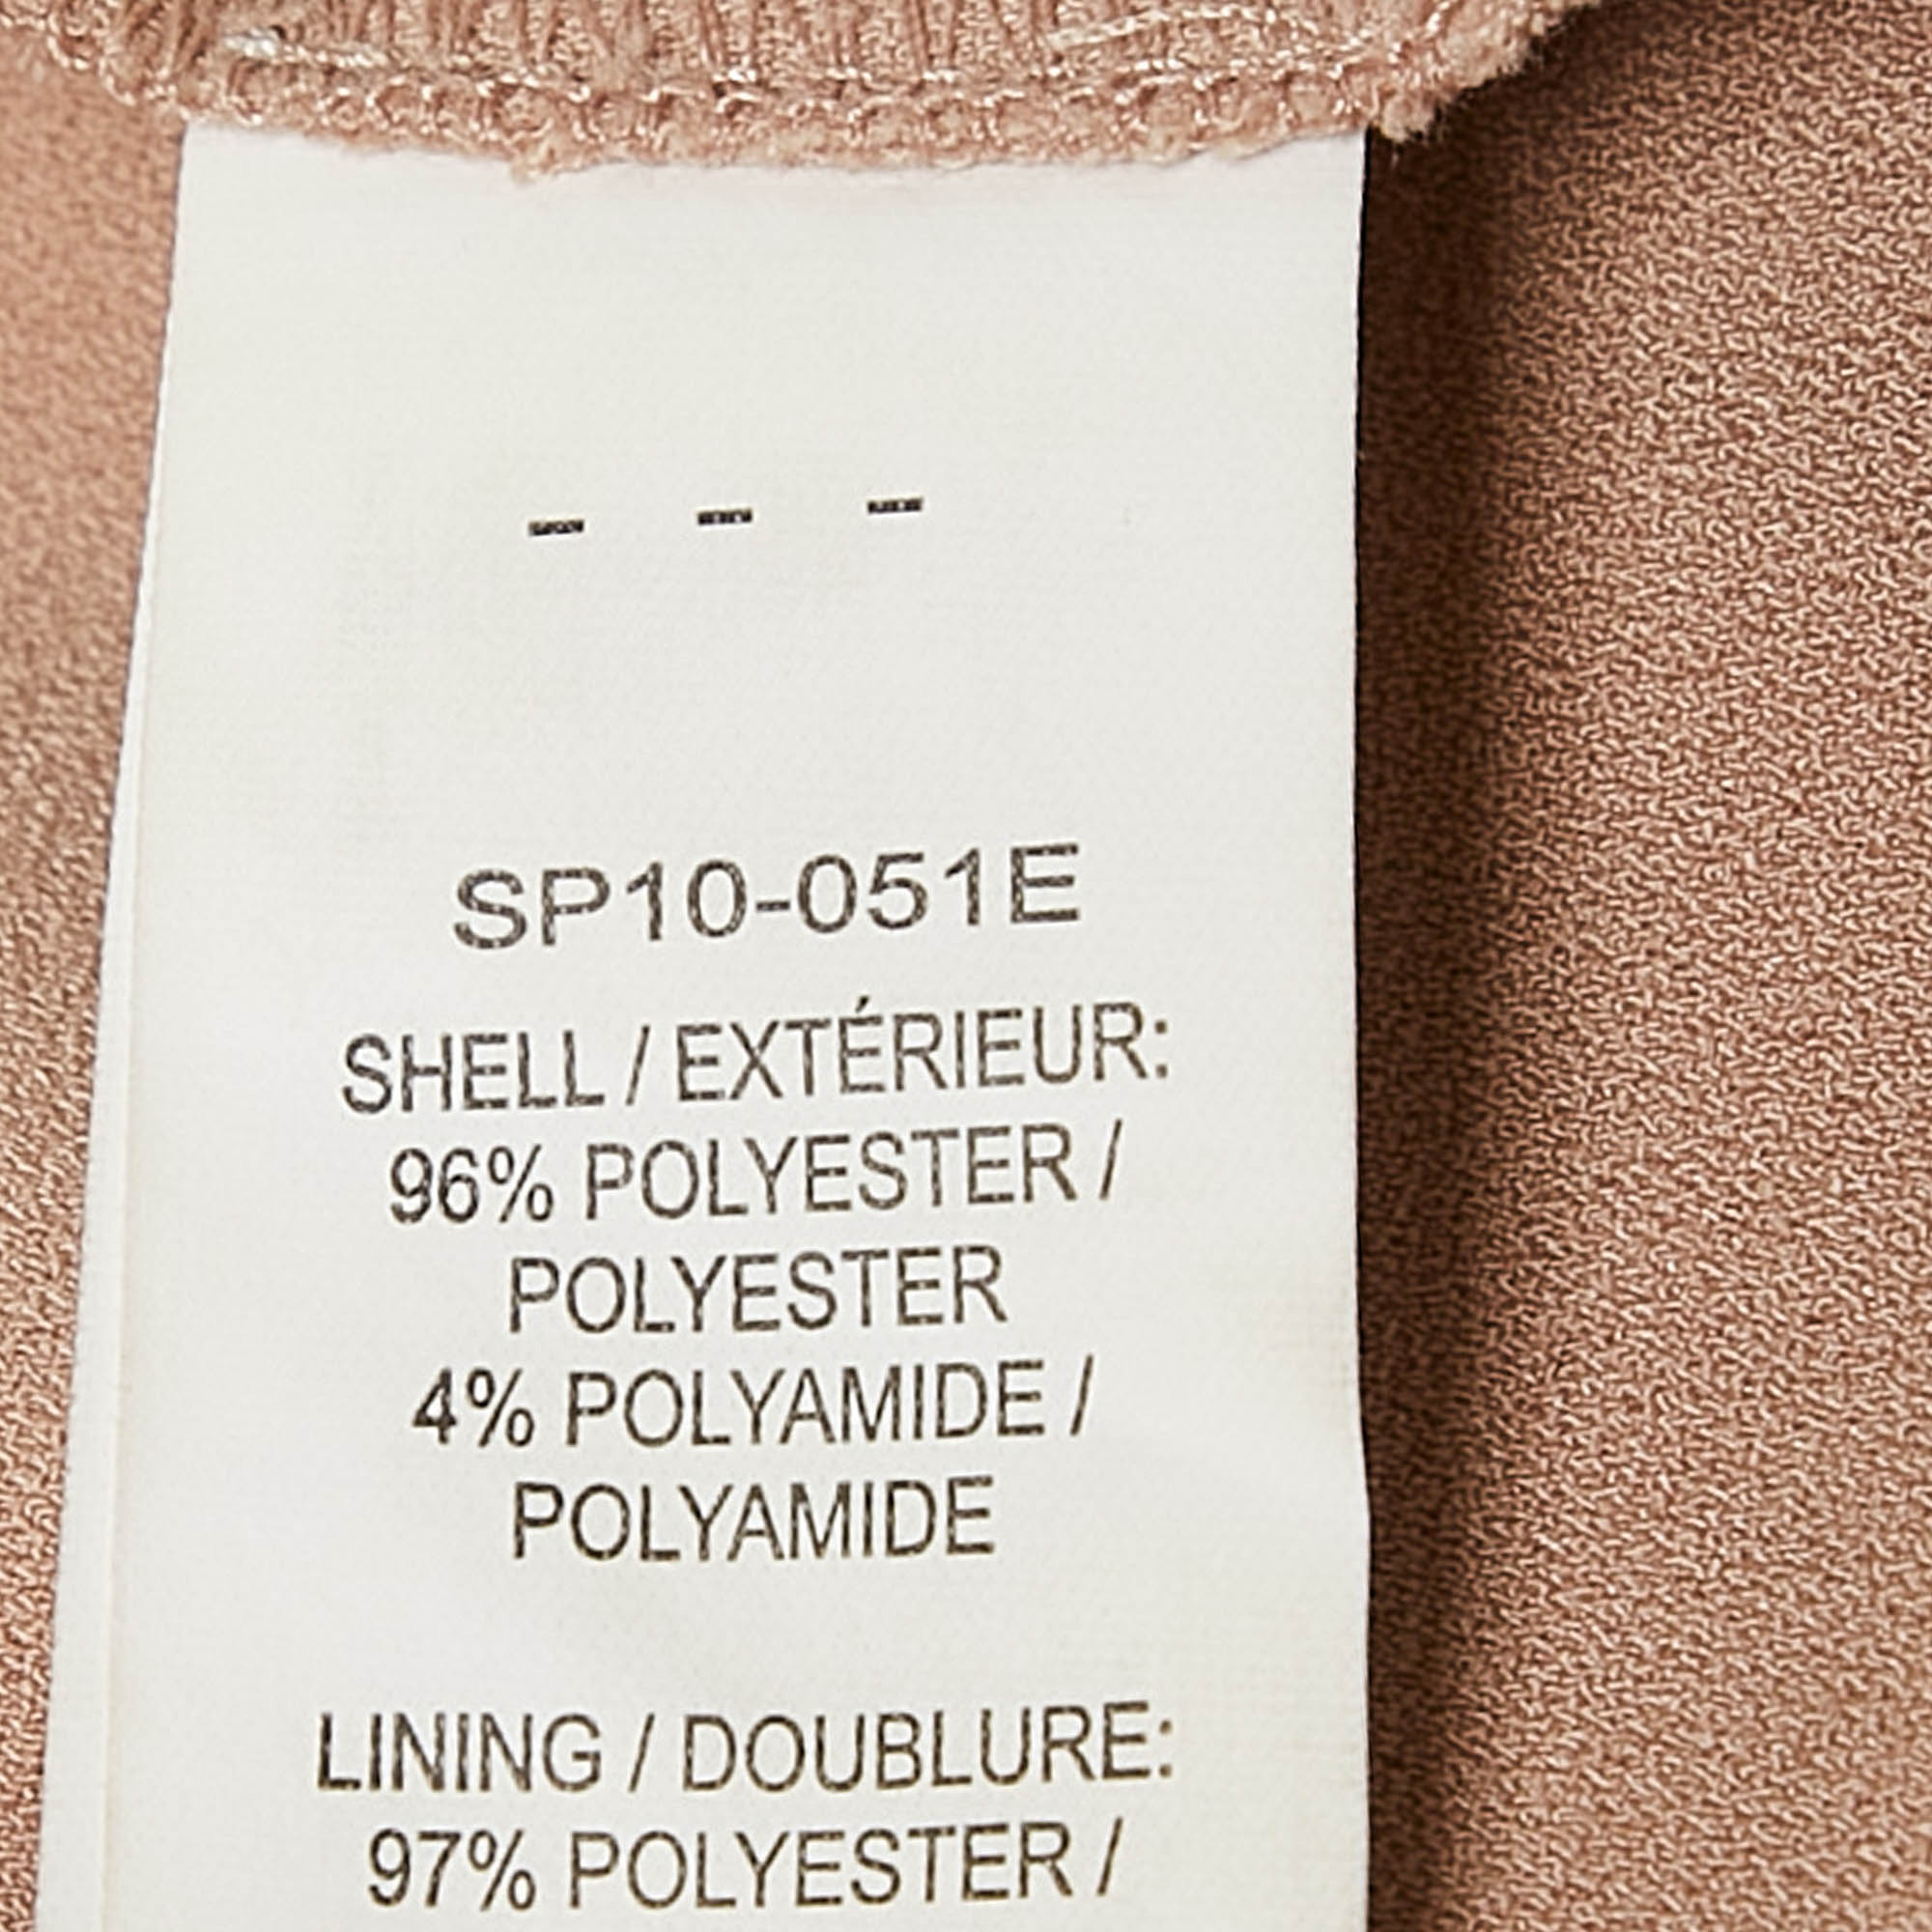 - - -
SP10-051E
SHELL / EXTÉRIEUR:
96% POLYESTER /
POLYESTER
4% POLYAMIDE /
POLYAMIDE
LINING / DOUBLURE:
97% POLYESTER /